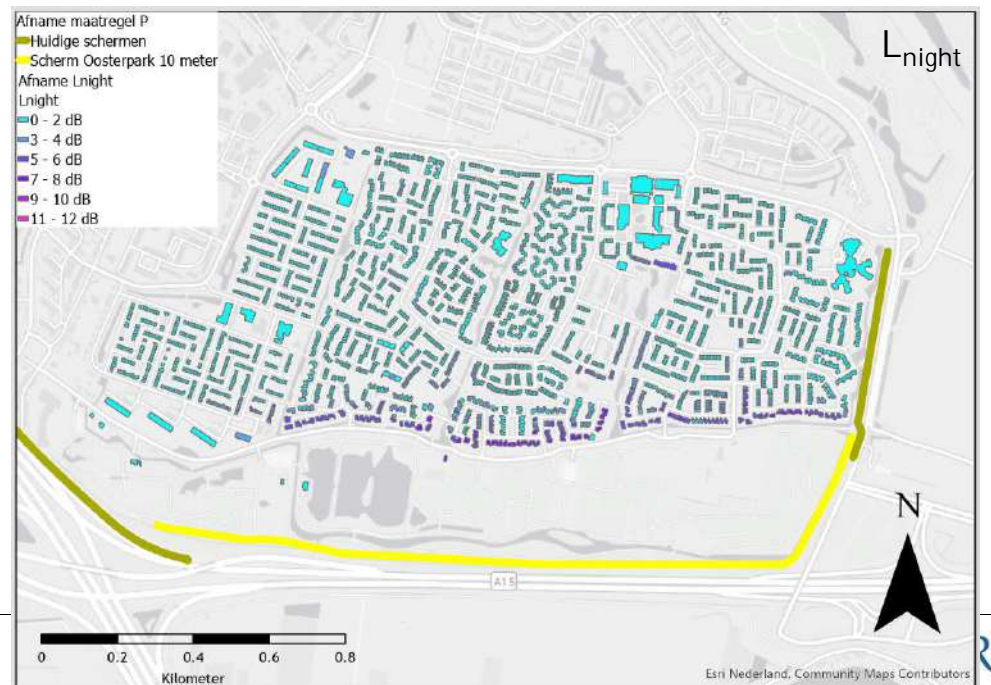 Afname maatregel P
Huidige schermen
Scherm Oosterpark 10 meter
Afname Lnight
Lnight
0 - 2 dB
3 - 4 dB
5 - 6 dB
7 - 8 dB
9 - 10 dB
11 - 12 dB
Lnight
N
A15
0 0.2 0.4 0.6 0.8
Kilometer
Esri Nederland, Community Maps Contributors